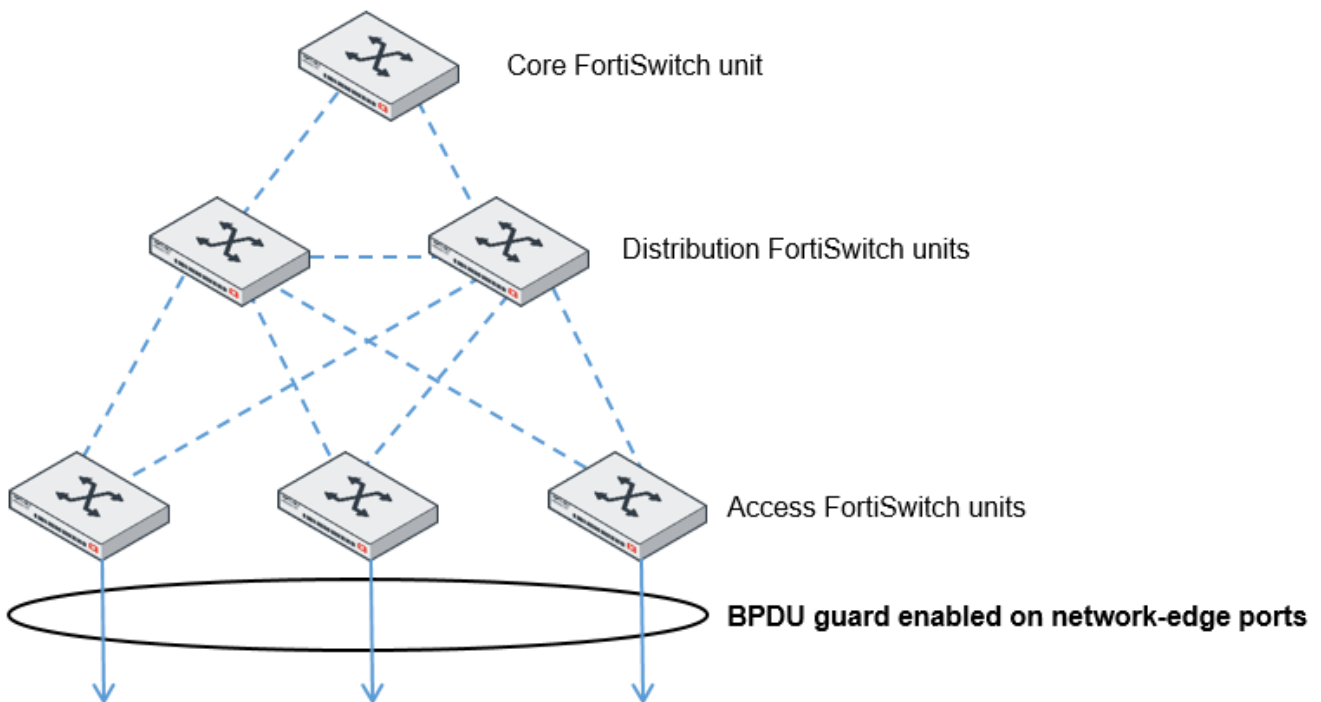 Core FortiSwitch unit
Distribution FortiSwitch units
Access FortiSwitch units
BPDU guard enabled on network-edge ports